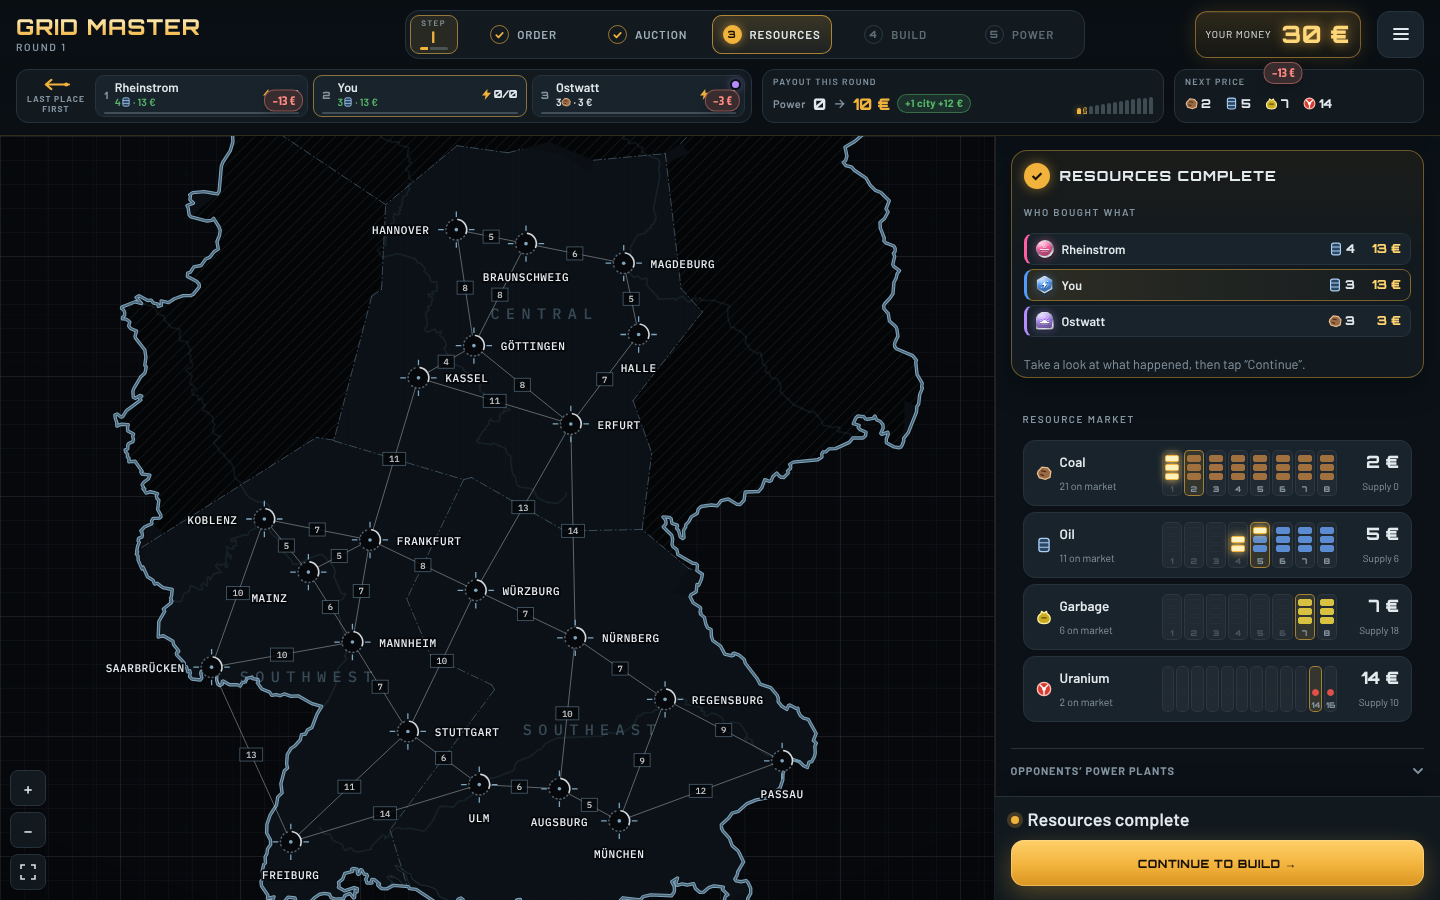 GRID MASTER
ROUND 1
STEP
I
ORDER
AUCTION
3 RESOURCES
4 BUILD
5 POWER
YOUR MONEY 30 €
LAST PLACE FIRST
1 Rheinstrom
4 · 13 €
-13 €
2 You
3 · 13 €
0/0
3 Ostwatt
3 · 3 €
-3 €
PAYOUT THIS ROUND
Power 0 → 10 € +1 city +12 €
NEXT PRICE
-13 €
2 5 7 14
HANNOVER
5
6
BRAUNSCHWEIG
MAGDEBURG
8
8
5
CENTRAL
GÖTTINGEN
4
HALLE
KASSEL
8
7
11
ERFURT
11
13
KOBLENZ
7
14
FRANKFURT
5
5
8
10
MAINZ
7
WÜRZBURG
6
7
NÜRNBERG
MANNHEIM
10
10
7
SAARBRÜCKEN
SOUTHWEST
7
REGENSBURG
10
SOUTHEAST
9
STUTTGART
13
6
9
11
6
12
PASSAU
14
ULM
5
AUGSBURG
MÜNCHEN
FREIBURG
+
−
RESOURCES COMPLETE
WHO BOUGHT WHAT
Rheinstrom 4 13 €
You 3 13 €
Ostwatt 3 3 €
Take a look at what happened, then tap “Continue”.
RESOURCE MARKET
Coal
21 on market
1 2 3 4 5 6 7 8
2 €
Supply 0
Oil
11 on market
1 2 3 4 5 6 7 8
5 €
Supply 6
Garbage
6 on market
1 2 3 4 5 6 7 8
7 €
Supply 18
Uranium
2 on market
14 16
14 €
Supply 10
OPPONENTS’ POWER PLANTS
Resources complete
CONTINUE TO BUILD →